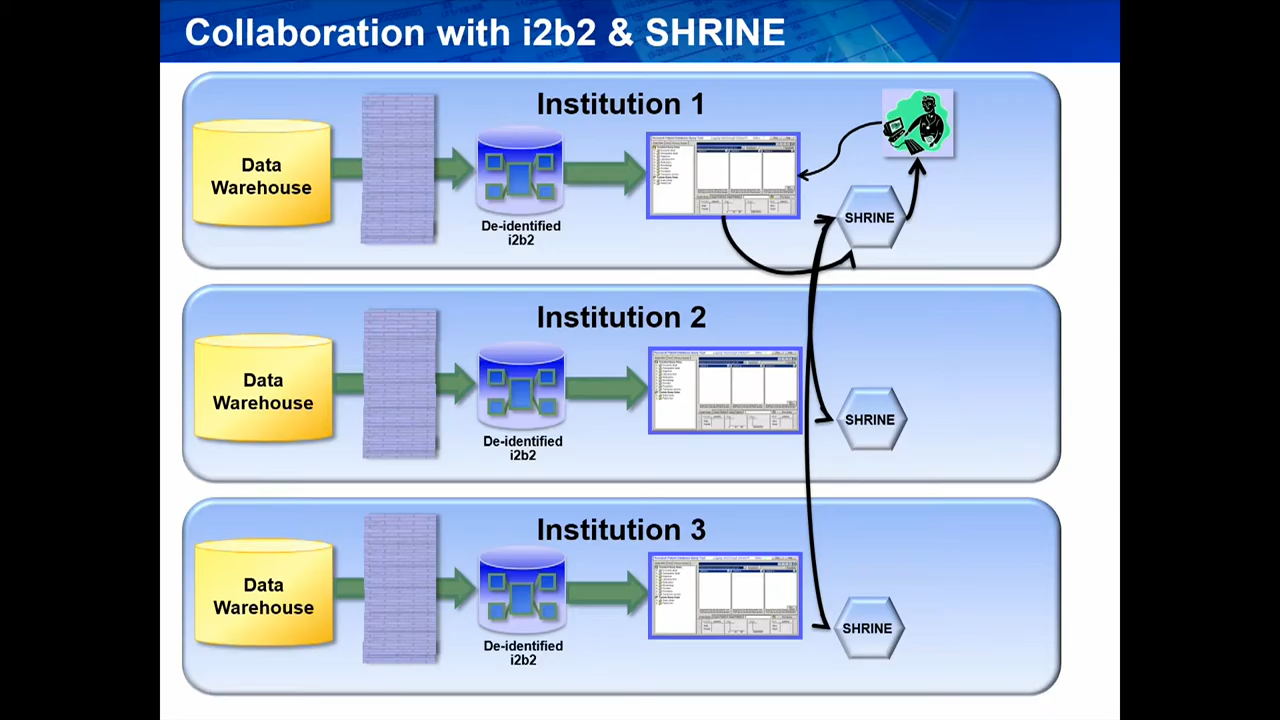 Collaboration with i2b2 & SHRINE
Institution 1
Data
Warehouse
De-identified
i2b2
SHRINE
Institution 2
Data
Warehouse
De-identified
i2b2
SHRINE
Institution 3
Data
Warehouse
De-identified
i2b2
SHRINE